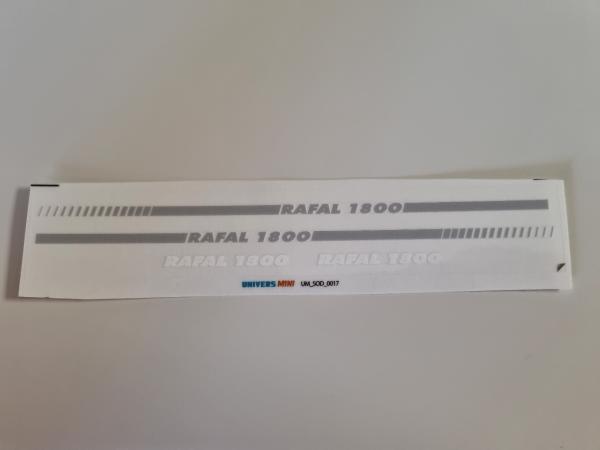 RAFAL 1800
RAFAL 1800
RAFAL 1800 RAFAL 1800
UNIVERS MINI UM_SOD_0017